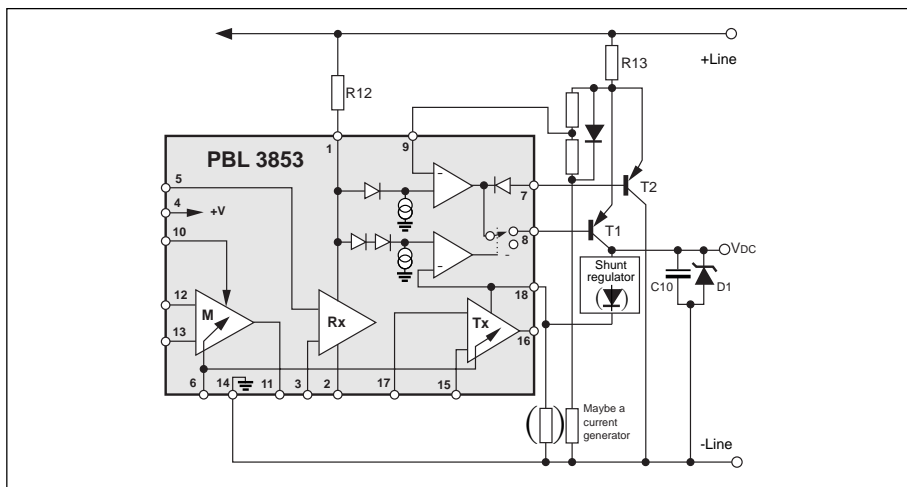 +Line
R13
R12
PBL 3853
1
9
5
4
+V
10
7
T2
8
T1
VDC
Shunt
regulator
C10
D1
18
12
M
Rx
Tx
13
16
6
14
11
3
2
17
15
Maybe a
current
generator
-Line